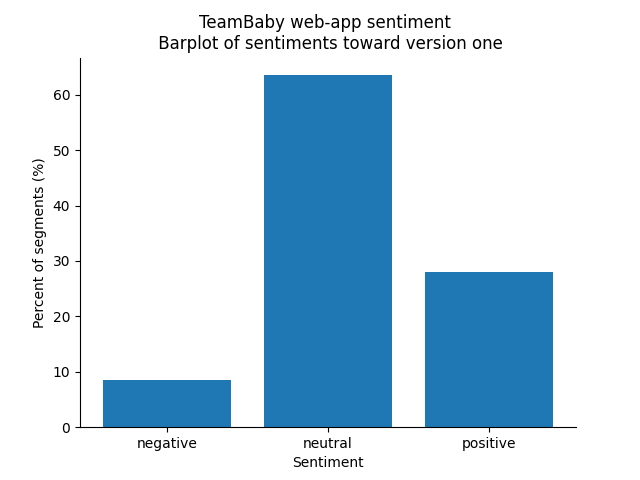 TeamBaby web-app sentiment
Barplot of sentiments toward version one
Percent of segments (%)
60
50
40
30
20
10
0
negative neutral positive
Sentiment